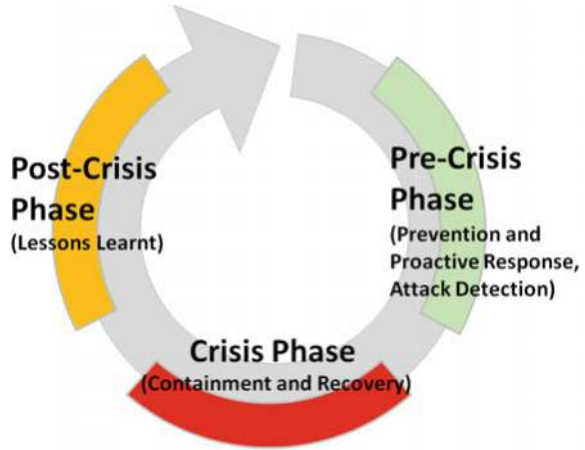 Post-Crisis
Phase
(Lessons Learnt)
Pre-Crisis
Phase
(Prevention and
Proactive Response,
Attack Detection)
Crisis Phase
(Containment and Recovery)